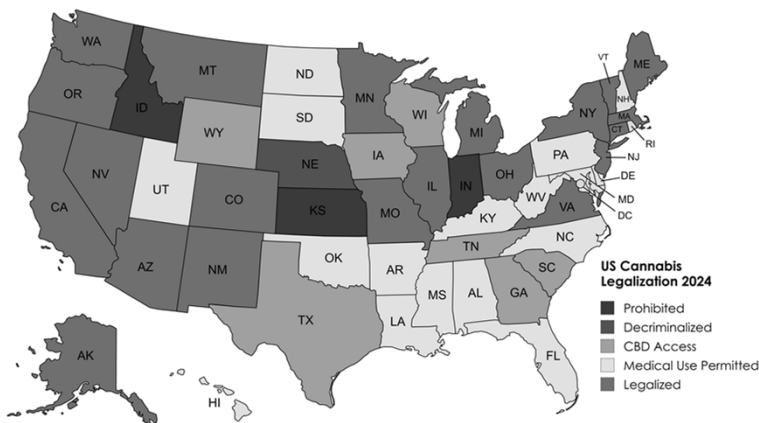 WA
MT
ND
MN
VT
ME
OR
ID
SD
WI
NY
NH
MA
CT
RI
WY
MI
NV
UT
NE
IA
PA
NJ
CA
CO
KS
MO
IL
IN
OH
WV
VA
DE
MD
DC
KY
AZ
NM
OK
AR
TN
NC
SC
TX
LA
MS
AL
GA
FL
AK
HI
US Cannabis
Legalization 2024
Prohibited
Decriminalized
CBD Access
Medical Use Permitted
Legalized